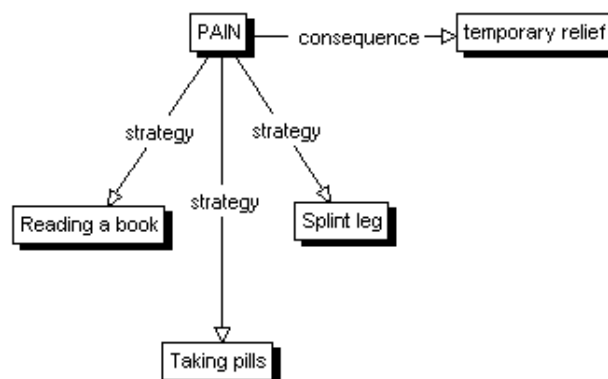 PAIN
consequence
temporary relief
strategy
strategy
strategy
Reading a book
Splint leg
Taking pills